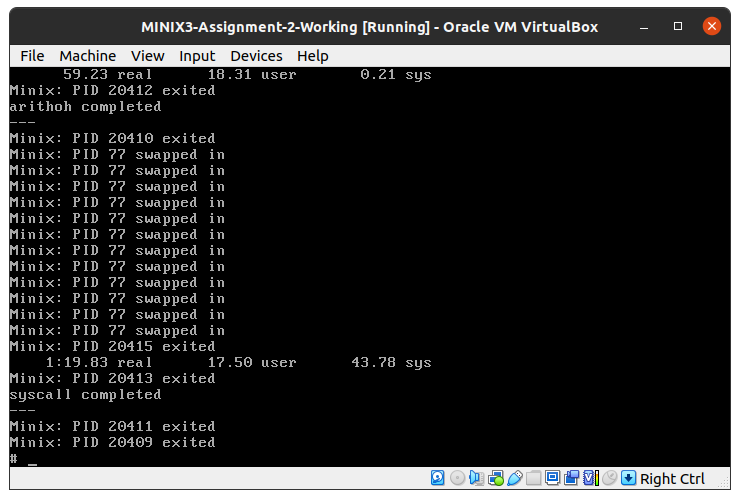 MINIX3-Assignment-2-Working [Running] - Oracle VM VirtualBox
File Machine View Input Devices Help
59.23 real 18.31 user 0.21 sys
Minix: PID 20412 exited
arithoh completed
---
Minix: PID 20410 exited
Minix: PID 77 swapped in
Minix: PID 77 swapped in
Minix: PID 77 swapped in
Minix: PID 77 swapped in
Minix: PID 77 swapped in
Minix: PID 77 swapped in
Minix: PID 77 swapped in
Minix: PID 77 swapped in
Minix: PID 77 swapped in
Minix: PID 77 swapped in
Minix: PID 77 swapped in
Minix: PID 77 swapped in
Minix: PID 20415 exited
1:19.83 real 17.50 user 43.78 sys
Minix: PID 20413 exited
syscall completed
---
Minix: PID 20411 exited
Minix: PID 20409 exited
# _
Right Ctrl